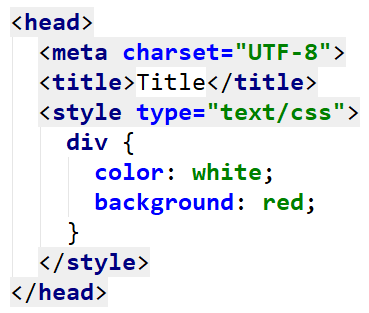 <head>
  <meta charset="UTF-8">
  <title>Title</title>
  <style type="text/css">
    div {
      color: white;
      background: red;
    }
  </style>
</head>